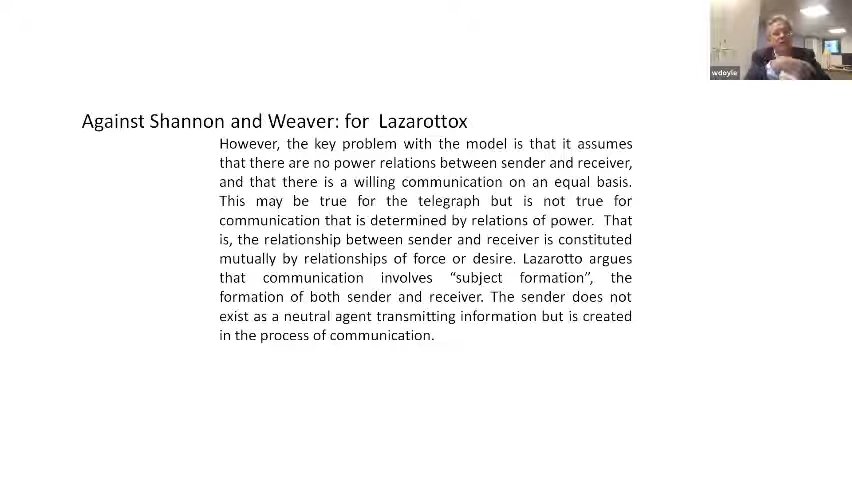 wdoyle
Against Shannon and Weaver: for Lazarottox
However, the key problem with the model is that it assumes
that there are no power relations between sender and receiver,
and that there is a willing communication on an equal basis.
This may be true for the telegraph but is not true for
communication that is determined by relations of power. That
is, the relationship between sender and receiver is constituted
mutually by relationships of force or desire. Lazarotto argues
that communication involves “subject formation”, the
formation of both sender and receiver. The sender does not
exist as a neutral agent transmitting information but is created
in the process of communication.